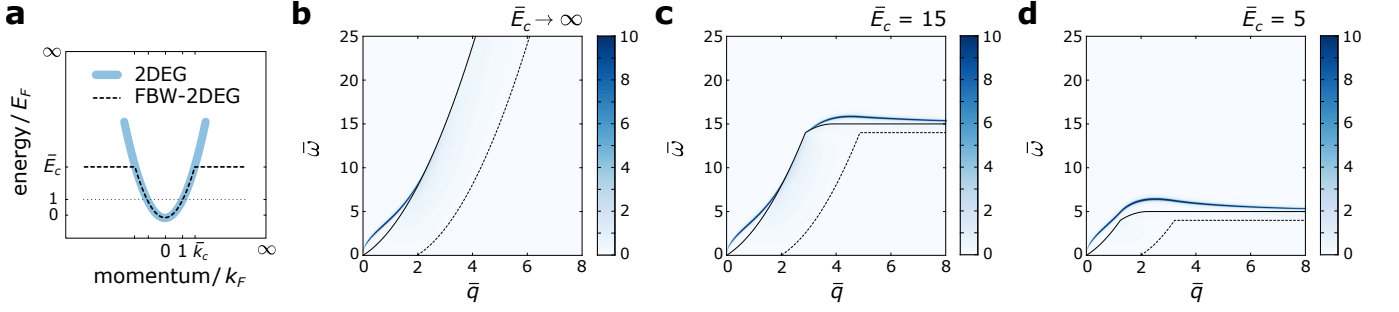 a
∞
energy / E_F
Ē_c
1
0
2DEG
FBW-2DEG
0 1 k̄_c ∞
momentum / k_F
b
Ē_c → ∞
ω̄
25
20
15
10
5
0
0 2 4 6 8
q̄
10
8
6
4
2
0
c
Ē_c = 15
ω̄
25
20
15
10
5
0
0 2 4 6 8
q̄
10
8
6
4
2
0
d
Ē_c = 5
ω̄
25
20
15
10
5
0
0 2 4 6 8
q̄
10
8
6
4
2
0